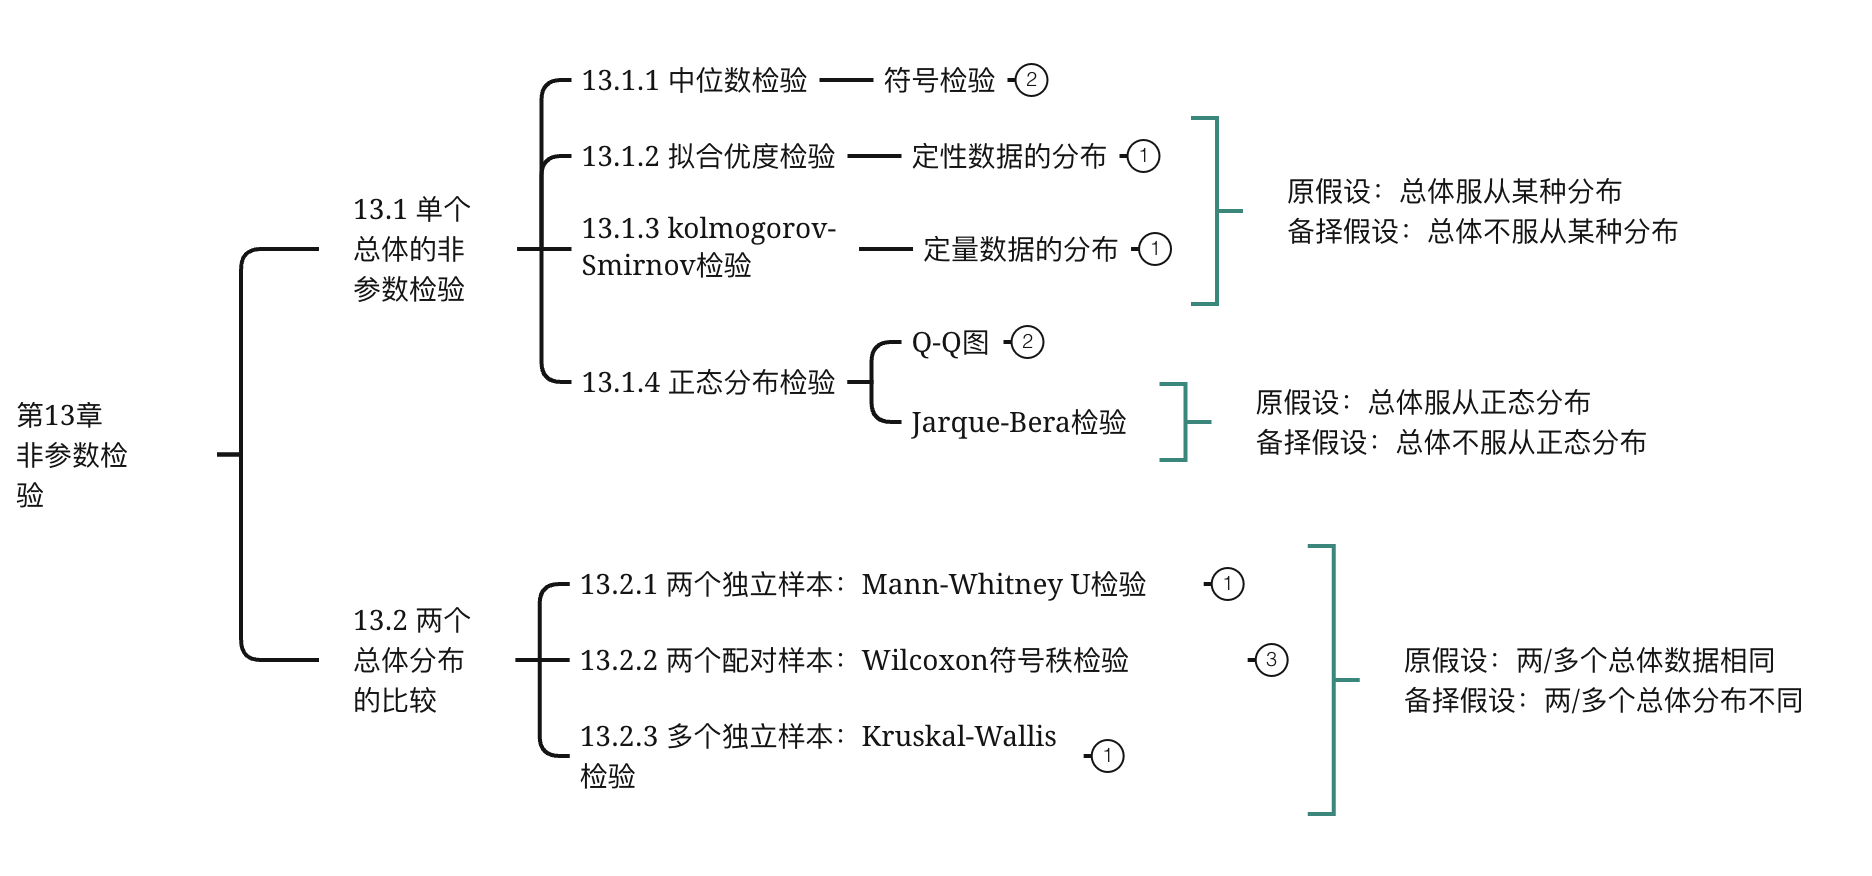 第13章
非参数检
验
13.1 单个
总体的非
参数检验
13.1.1 中位数检验
符号检验
2
13.1.2 拟合优度检验
定性数据的分布
1
13.1.3 kolmogorov-
Smirnov检验
定量数据的分布
1
原假设：总体服从某种分布
备择假设：总体不服从某种分布
13.1.4 正态分布检验
Q-Q图
2
Jarque-Bera检验
原假设：总体服从正态分布
备择假设：总体不服从正态分布
13.2 两个
总体分布
的比较
13.2.1 两个独立样本：Mann-Whitney U检验
1
13.2.2 两个配对样本：Wilcoxon符号秩检验
3
13.2.3 多个独立样本：Kruskal-Wallis
检验
1
原假设：两/多个总体数据相同
备择假设：两/多个总体分布不同